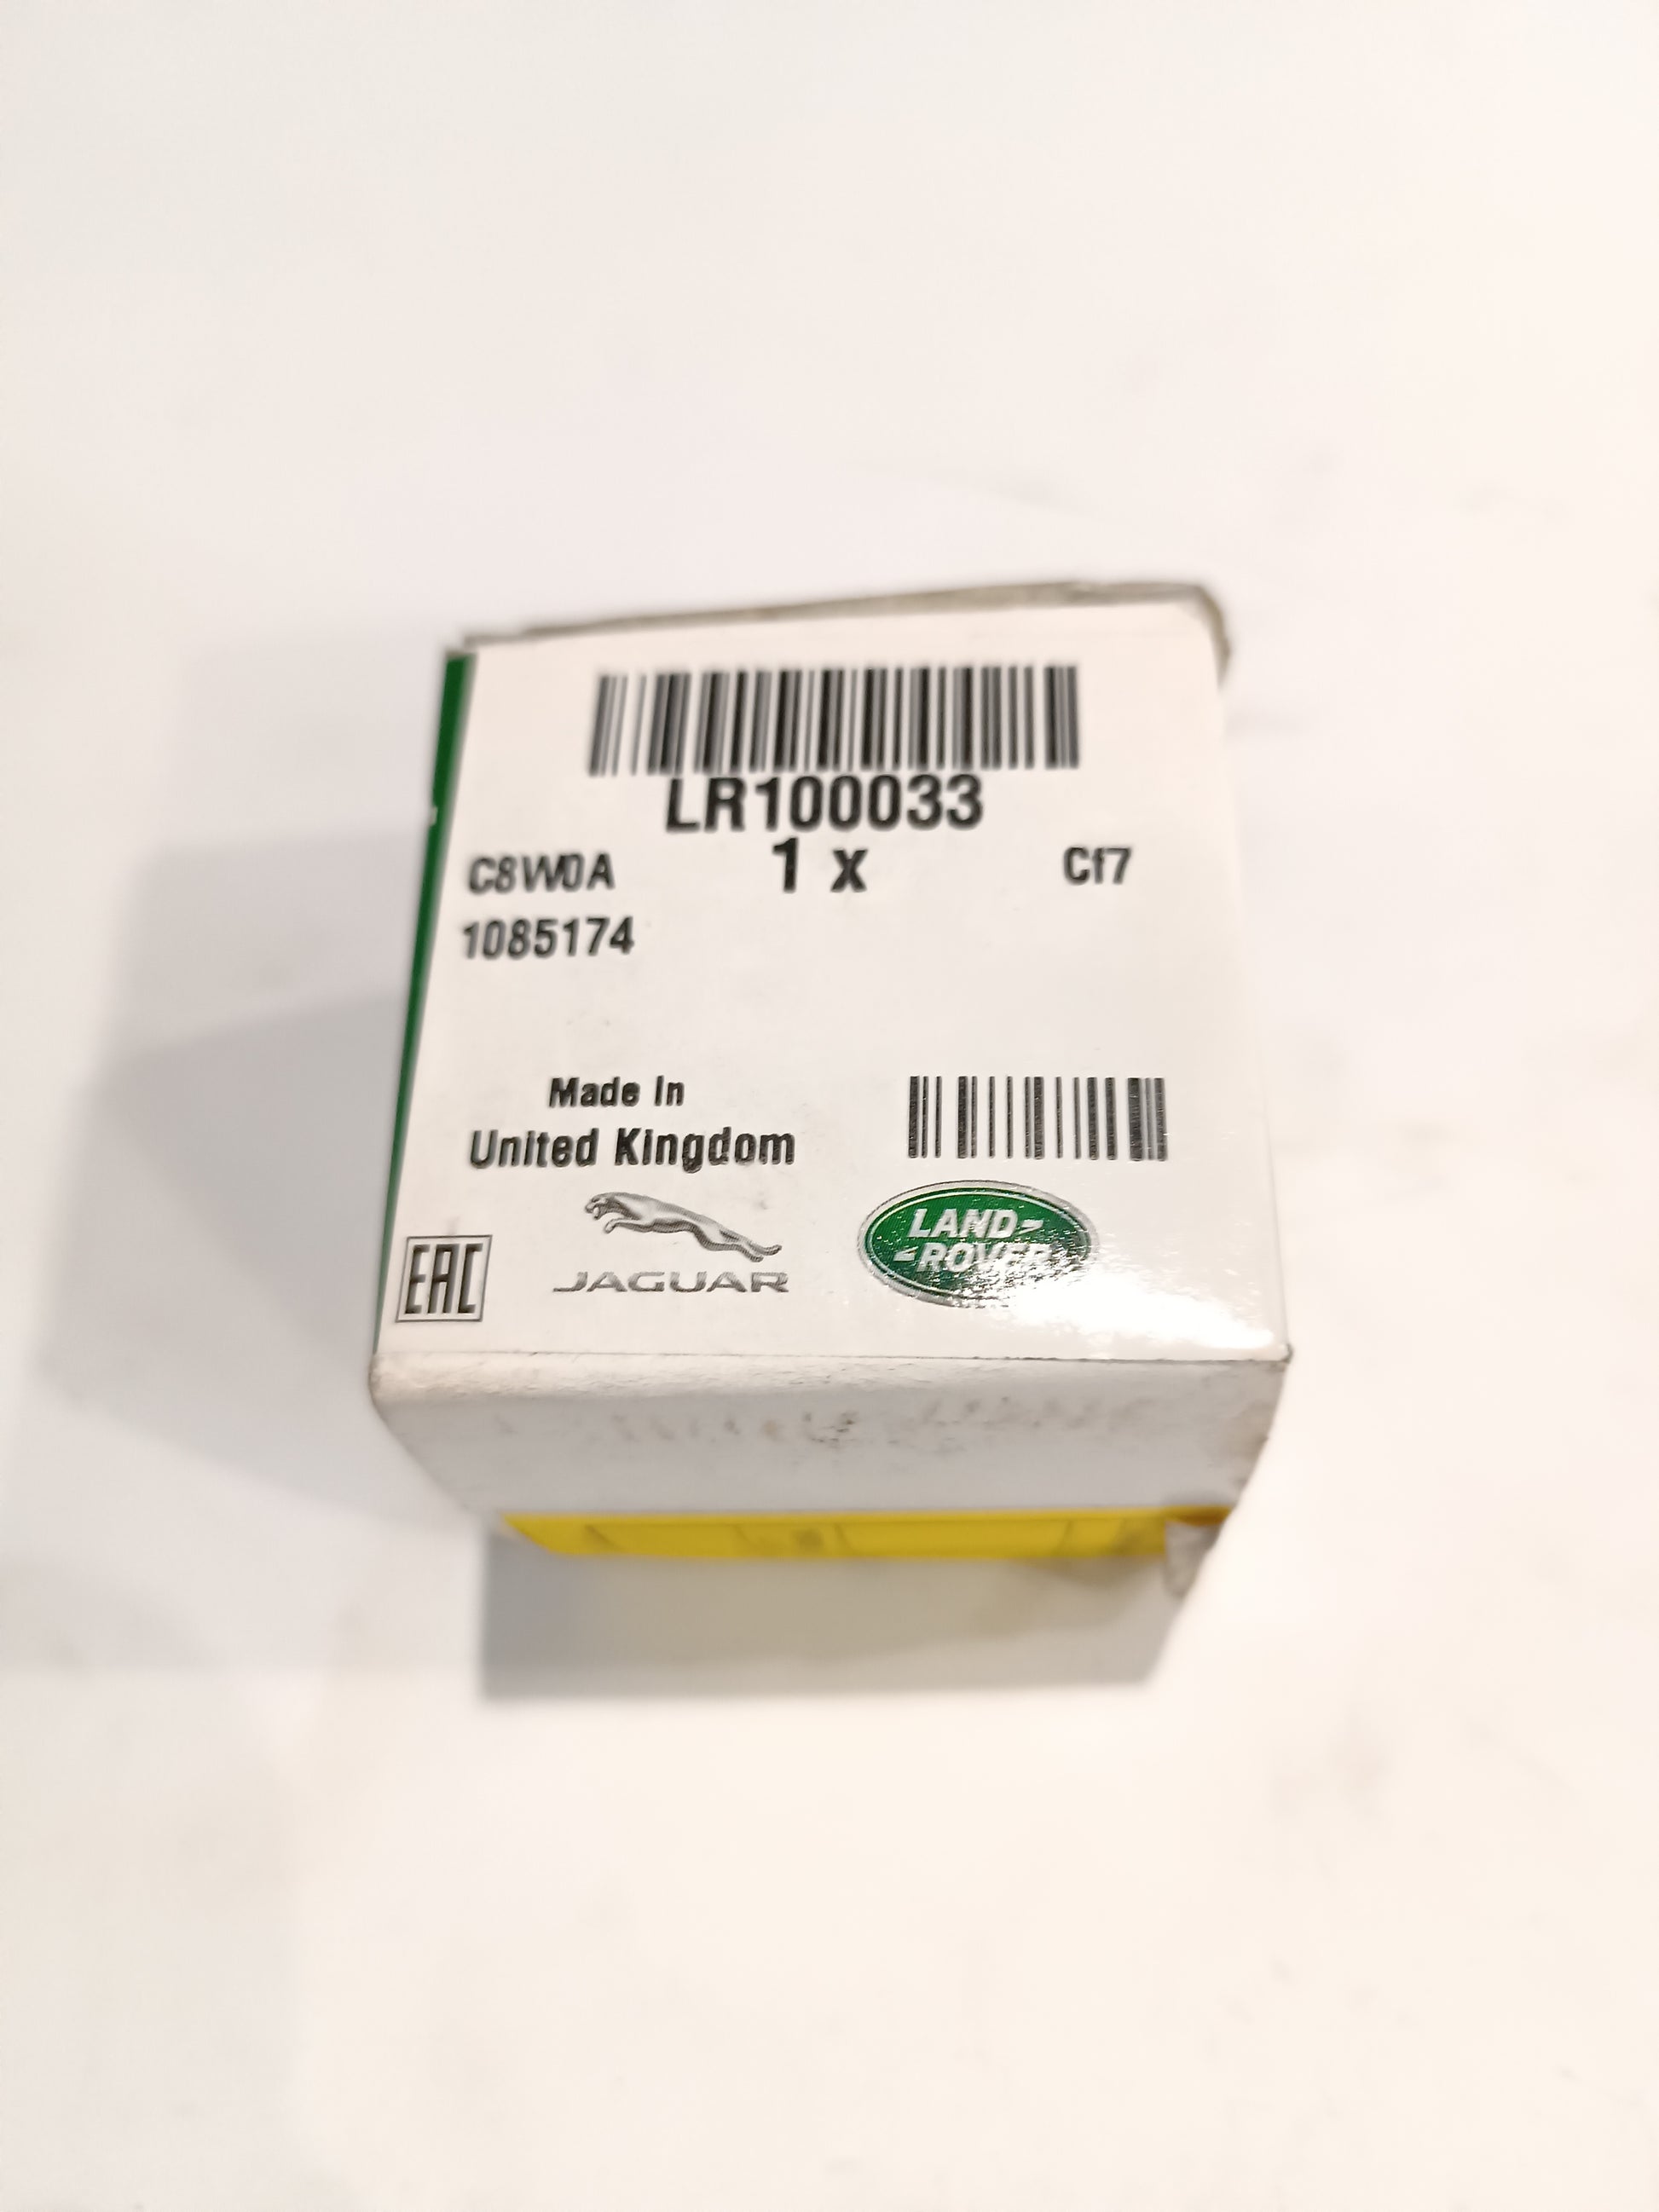 LR100033
C8W0A 1 x Cf7
1085174
Made In
United Kingdom
EAC JAGUAR LAND-
-ROVER